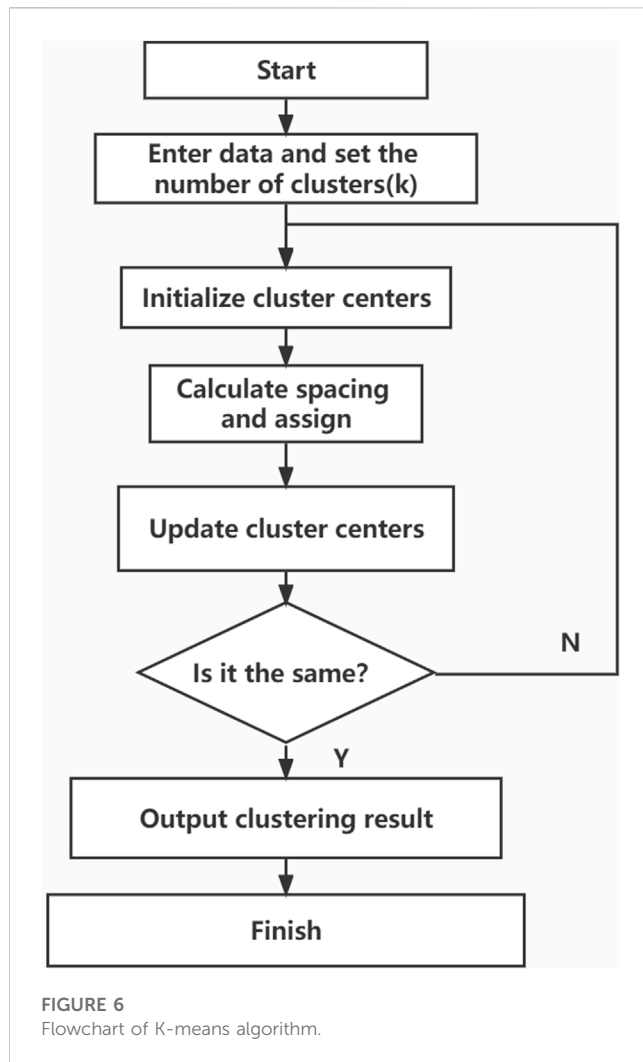 Start
Enter data and set the
number of clusters(k)
Initialize cluster centers
Calculate spacing
and assign
Update cluster centers
Is it the same?
N
Y
Output clustering result
Finish
FIGURE 6
Flowchart of K-means algorithm.